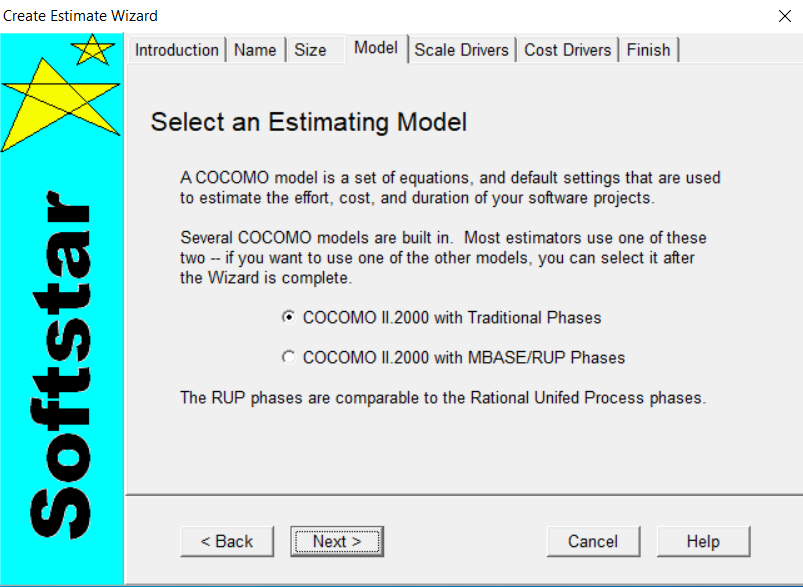 Create Estimate Wizard
Introduction Name Size Model Scale Drivers Cost Drivers Finish
Softstar
Select an Estimating Model
A COCOMO model is a set of equations, and default settings that are used
to estimate the effort, cost, and duration of your software projects.
Several COCOMO models are built in.  Most estimators use one of these
two -- if you want to use one of the other models, you can select it after
the Wizard is complete.
COCOMO II.2000 with Traditional Phases
COCOMO II.2000 with MBASE/RUP Phases
The RUP phases are comparable to the Rational Unifed Process phases.
< Back Next > Cancel Help